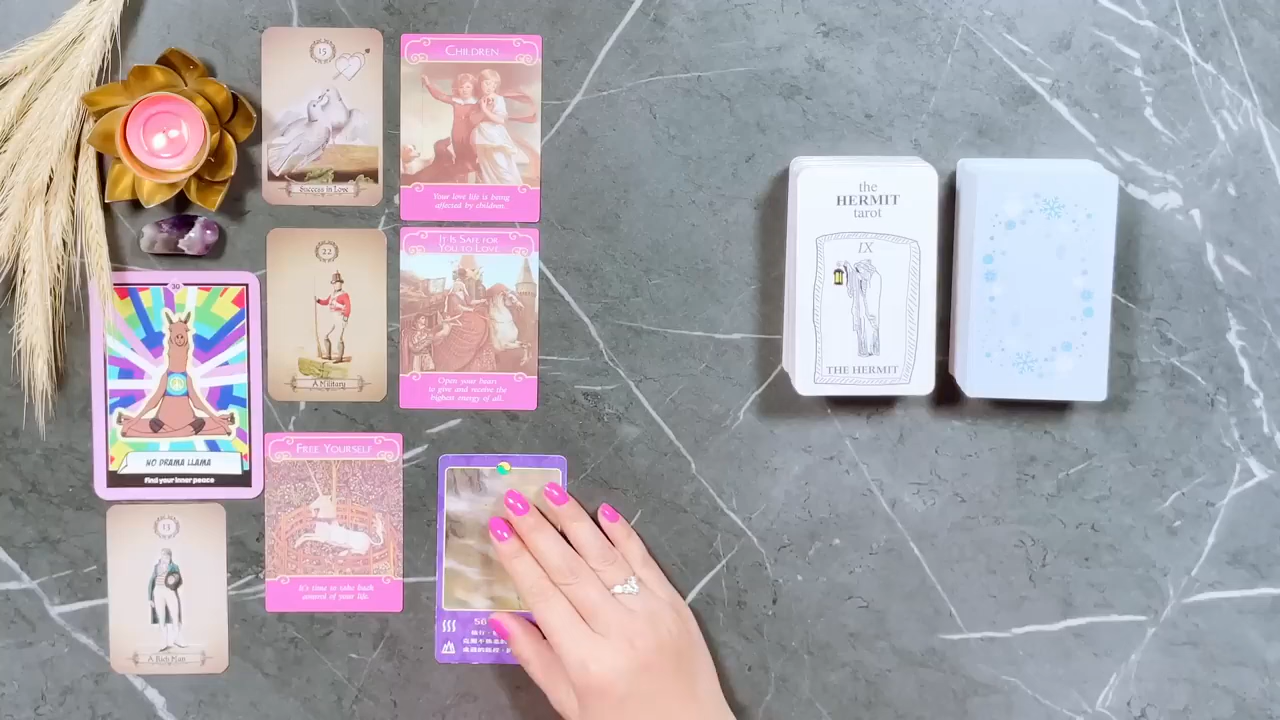 15
Success in Love
CHILDREN
Your love life is being
affected by children.
22
A Military
IT IS SAFE FOR
YOU TO LOVE
Open your heart
to give and receive the
highest energy of all.
30
NO DRAMA LLAMA
find your inner peace
FREE YOURSELF
It's time to take back
control of your life.
13
A Rich Man
the
HERMIT
tarot
IX
THE HERMIT